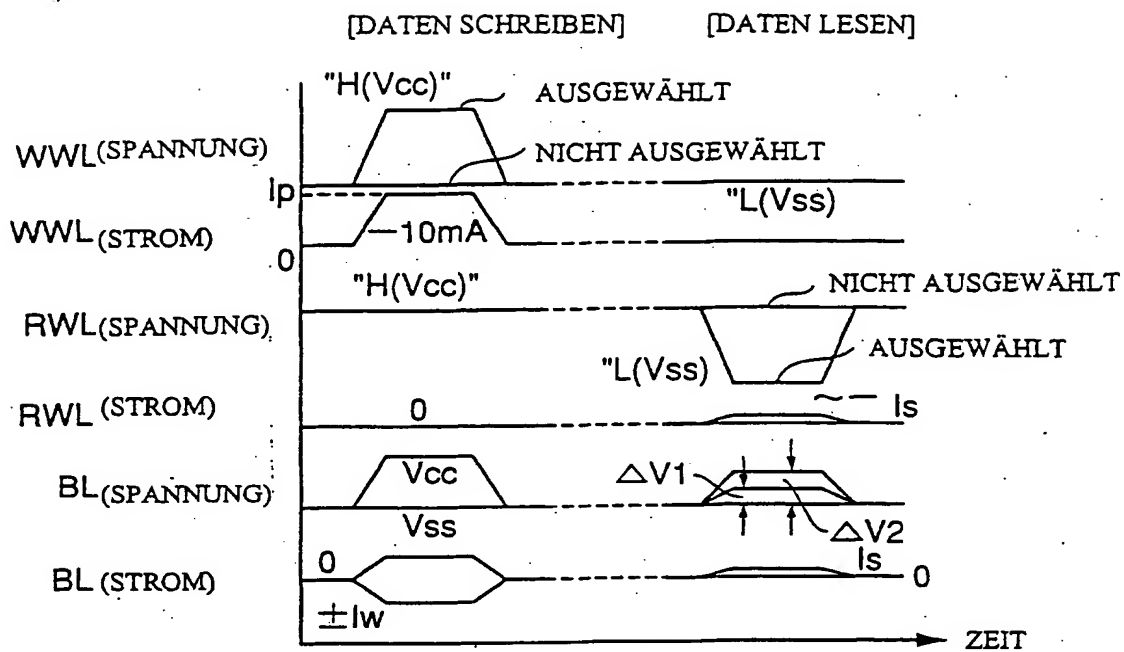 [DATEN SCHREIBEN] [DATEN LESEN]
"H(Vcc)" AUSGEWÄHLT
WWL (SPANNUNG) NICHT AUSGEWÄHLT
Ip "L(Vss)
WWL (STROM) —10mA
0
"H(Vcc)" NICHT AUSGEWÄHLT
RWL (SPANNUNG) AUSGEWÄHLT
"L(Vss)
RWL (STROM) 0 ~— Is
BL (SPANNUNG) Vcc △V1
Vss △V2
BL (STROM) 0 Is 0
±Iw
ZEIT